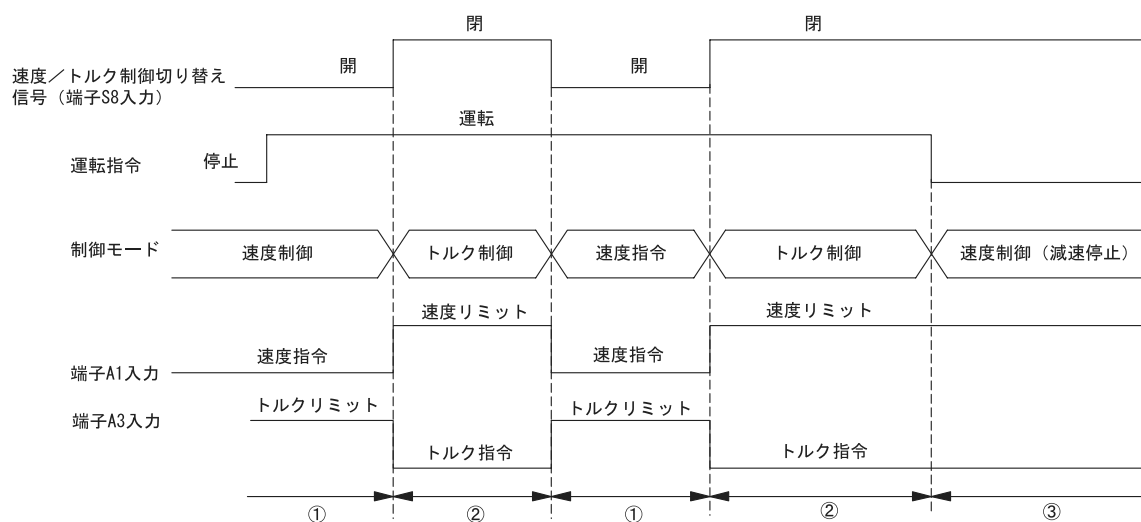 閉 閉
開 開
速度／トルク制御切り替え
信号（端子S8入力）
運転
運転指令 停止
制御モード 速度制御 トルク制御 速度指令 トルク制御 速度制御（減速停止）
速度リミット 速度リミット
速度指令 速度指令
端子A1入力
トルクリミット トルクリミット
端子A3入力
トルク指令 トルク指令
① ② ① ② ③